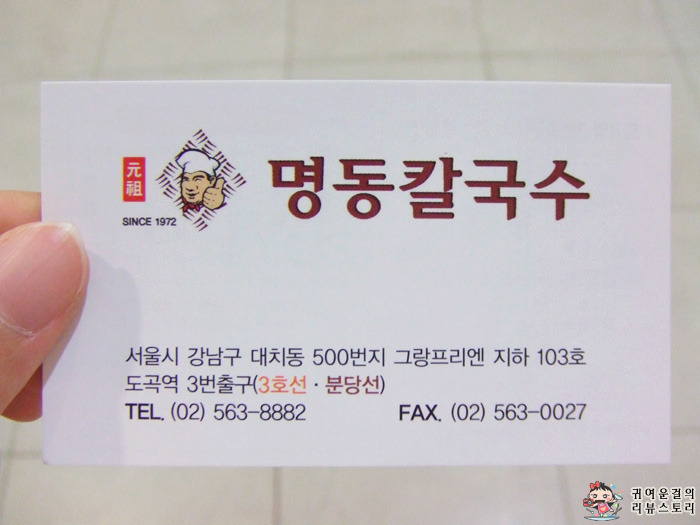 元
祖
SINCE 1972
명동칼국수
서울시 강남구 대치동 500번지 그랑프리엔 지하 103호
도곡역 3번출구(3호선 · 분당선)
TEL. (02) 563-8882 FAX. (02) 563-0027
귀여운걸의
리뷰스토리